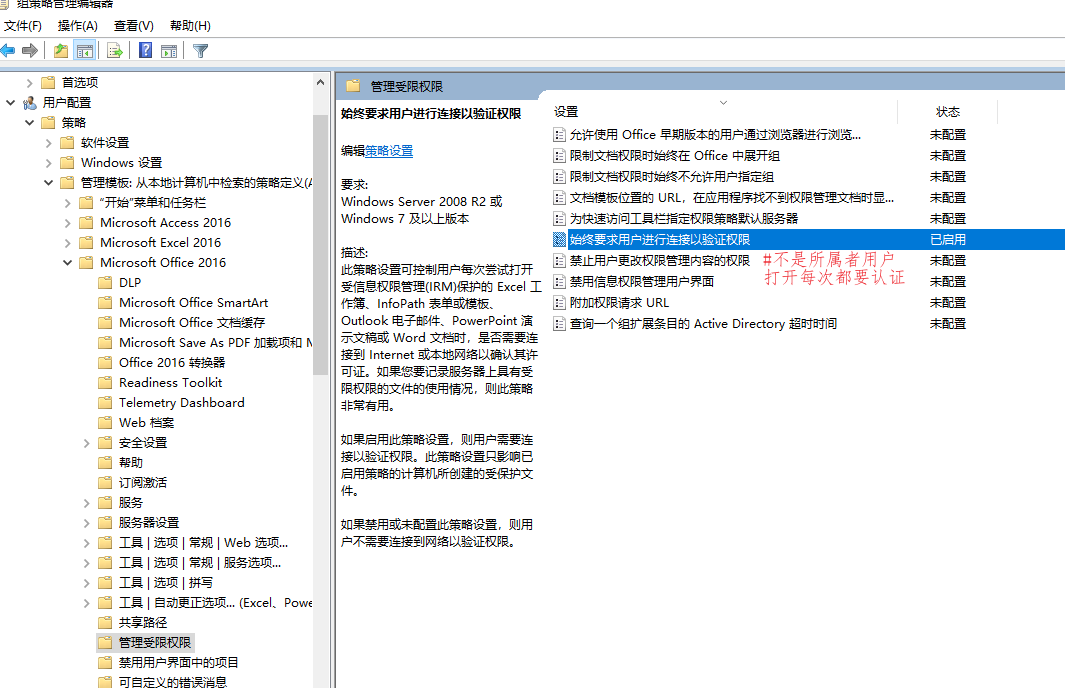 组策略管理编辑器
文件(F) 操作(A) 查看(V) 帮助(H)
首选项
用户配置
策略
软件设置
Windows 设置
管理模板: 从本地计算机中检索的策略定义(A
“开始”菜单和任务栏
Microsoft Access 2016
Microsoft Excel 2016
Microsoft Office 2016
DLP
Microsoft Office SmartArt
Microsoft Office 文档缓存
Microsoft Save As PDF 加载项和 M
Office 2016 转换器
Readiness Toolkit
Telemetry Dashboard
Web 档案
安全设置
帮助
订阅激活
服务
服务器设置
工具 | 选项 | 常规 | Web 选项...
工具 | 选项 | 常规 | 服务选项...
工具 | 选项 | 拼写
工具 | 自动更正选项... (Excel、Powe
共享路径
管理受限权限
禁用用户界面中的项目
可自定义的错误消息
管理受限权限
始终要求用户进行连接以验证权限
编辑策略设置
要求:
Windows Server 2008 R2 或
Windows 7 及以上版本
描述:
此策略设置可控制用户每次尝试打开
受信息权限管理(IRM)保护的 Excel 工
作簿、InfoPath 表单或模板、
Outlook 电子邮件、PowerPoint 演
示文稿或 Word 文档时，是否需要连
接到 Internet 或本地网络以确认其许
可证。如果您要记录服务器上具有受
限权限的文件的使用情况，则此策略
非常有用。
如果启用此策略设置，则用户需要连
接以验证权限。此策略设置只影响已
启用策略的计算机所创建的受保护文
件。
如果禁用或未配置此策略设置，则用
户不需要连接到网络以验证权限。
设置 状态
允许使用 Office 早期版本的用户通过浏览器进行浏览... 未配置
限制文档权限时始终在 Office 中展开组 未配置
限制文档权限时始终不允许用户指定组 未配置
文档模板位置的 URL，在应用程序找不到权限管理文档时显... 未配置
为快速访问工具栏指定权限策略默认服务器 未配置
始终要求用户进行连接以验证权限 已启用
禁止用户更改权限管理内容的权限 #不是所属者用户 未配置
禁用信息权限管理用户界面 打开每次都要认证 未配置
附加权限请求 URL 未配置
查询一个组扩展条目的 Active Directory 超时时间 未配置